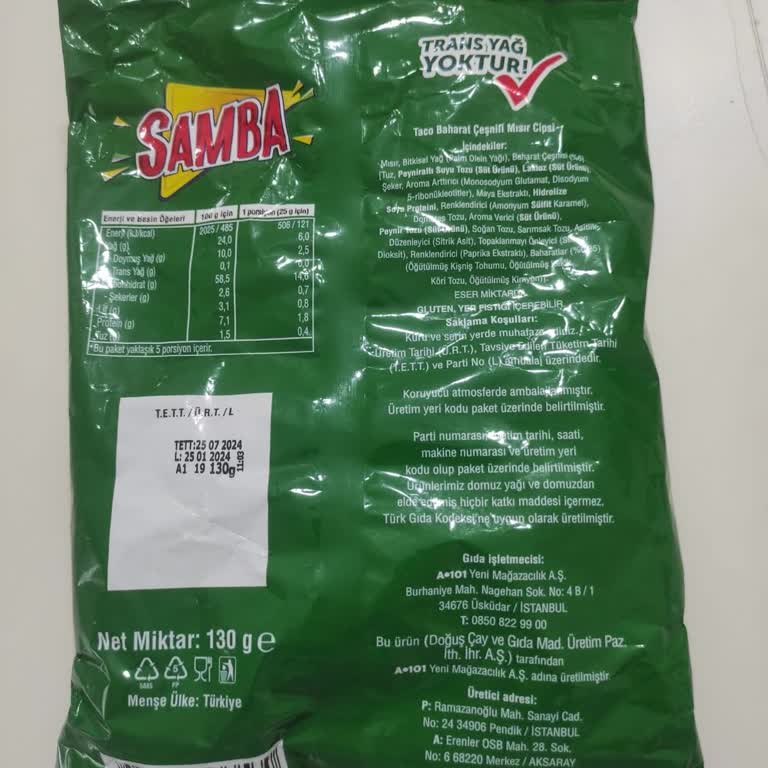 SAMBA
TRANS YAĞ
YOKTUR!
Taco Baharat Çeşnili Mısır Cipsi
İçindekiler:
Mısır, Bitkisel Yağ (Palm Olein Yağı), Baharat Çeşnisi (%6)
(Tuz, Peyniraltı Suyu Tozu (Süt Ürünü), Laktoz (Süt Ürünü),
Şeker, Aroma Arttırıcı (Monosodyum Glutamat, Disodyum
5-ribonükleotitler), Maya Ekstraktı, Hidrolize
Soya Proteini, Renklendirici (Amonyum Sülfit Karamel),
Domates Tozu, Aroma Verici (Süt Ürünü),
Peynir Tozu (Süt Ürünü), Soğan Tozu, Sarımsak Tozu, Asitlik
Düzenleyici (Sitrik Asit), Topaklanmayı Önleyici (Silikon
Dioksit), Renklendirici (Paprika Ekstraktı), Baharatlar
(Öğütülmüş Kişniş Tohumu, Öğütülmüş
Köri Tozu, Öğütülmüş Kimyon)
ESER MİKTARDA
GLUTEN, YER FISTIĞI İÇEREBİLİR.
Saklama Koşulları:
Kuru ve serin yerde muhafaza ediniz.
Üretim Tarihi (Ü.R.T.), Tavsiye Edilen Tüketim Tarihi
(T.E.T.T.) ve Parti No (L) ambalaj üzerindedir.
Koruyucu atmosferde ambalajlanmıştır.
Üretim yeri kodu paket üzerinde belirtilmiştir.
Parti numarası, üretim tarihi, saati,
makine numarası ve üretim yeri
kodu olup paket üzerinde belirtilmiştir.
Ürünlerimiz domuz yağı ve domuzdan
elde edilmiş hiçbir katkı maddesi içermez.
Türk Gıda Kodeksi'ne uygun olarak üretilmiştir.
Gıda işletmecisi:
A101 Yeni Mağazacılık A.Ş.
Burhaniye Mah. Nagehan Sok. No: 4 B/1
34676 Üsküdar / İSTANBUL
T: 0850 822 99 00
Bu ürün (Doğuş Çay ve Gıda Mad. Üretim Paz.
İth. İhr. A.Ş.) tarafından
A101 Yeni Mağazacılık A.Ş. adına üretilmiştir.
Üretici adresi:
P: Ramazanoğlu Mah. Sanayi Cad.
No: 24 34906 Pendik / İSTANBUL
A: Erenler OSB Mah. 28. Sok.
No: 6 68220 Merkez / AKSARAY
Enerji ve Besin Öğeleri 100 g için 1 porsiyon (25 g için)
Enerji (kJ/kcal) 2025 / 485 506 / 121
Yağ (g) 24,0 6,0
Doymuş Yağ (g) 10,0 2,5
Trans Yağ (g) 0,1 0,0
Karbonhidrat (g) 58,5 14,6
Şekerler (g) 2,6 0,7
Lif (g) 3,1 0,8
Protein (g) 7,1 1,8
Tuz (g) 1,5 0,4
*Bu paket yaklaşık 5 porsiyon içerir.
T.E.T.T. / Ü.R.T. / L
TETT:25 07 2024
L: 25 01 2024
A1 19 130g
11:03
Net Miktar: 130 g e
5 PP
Menşe Ülke: Türkiye